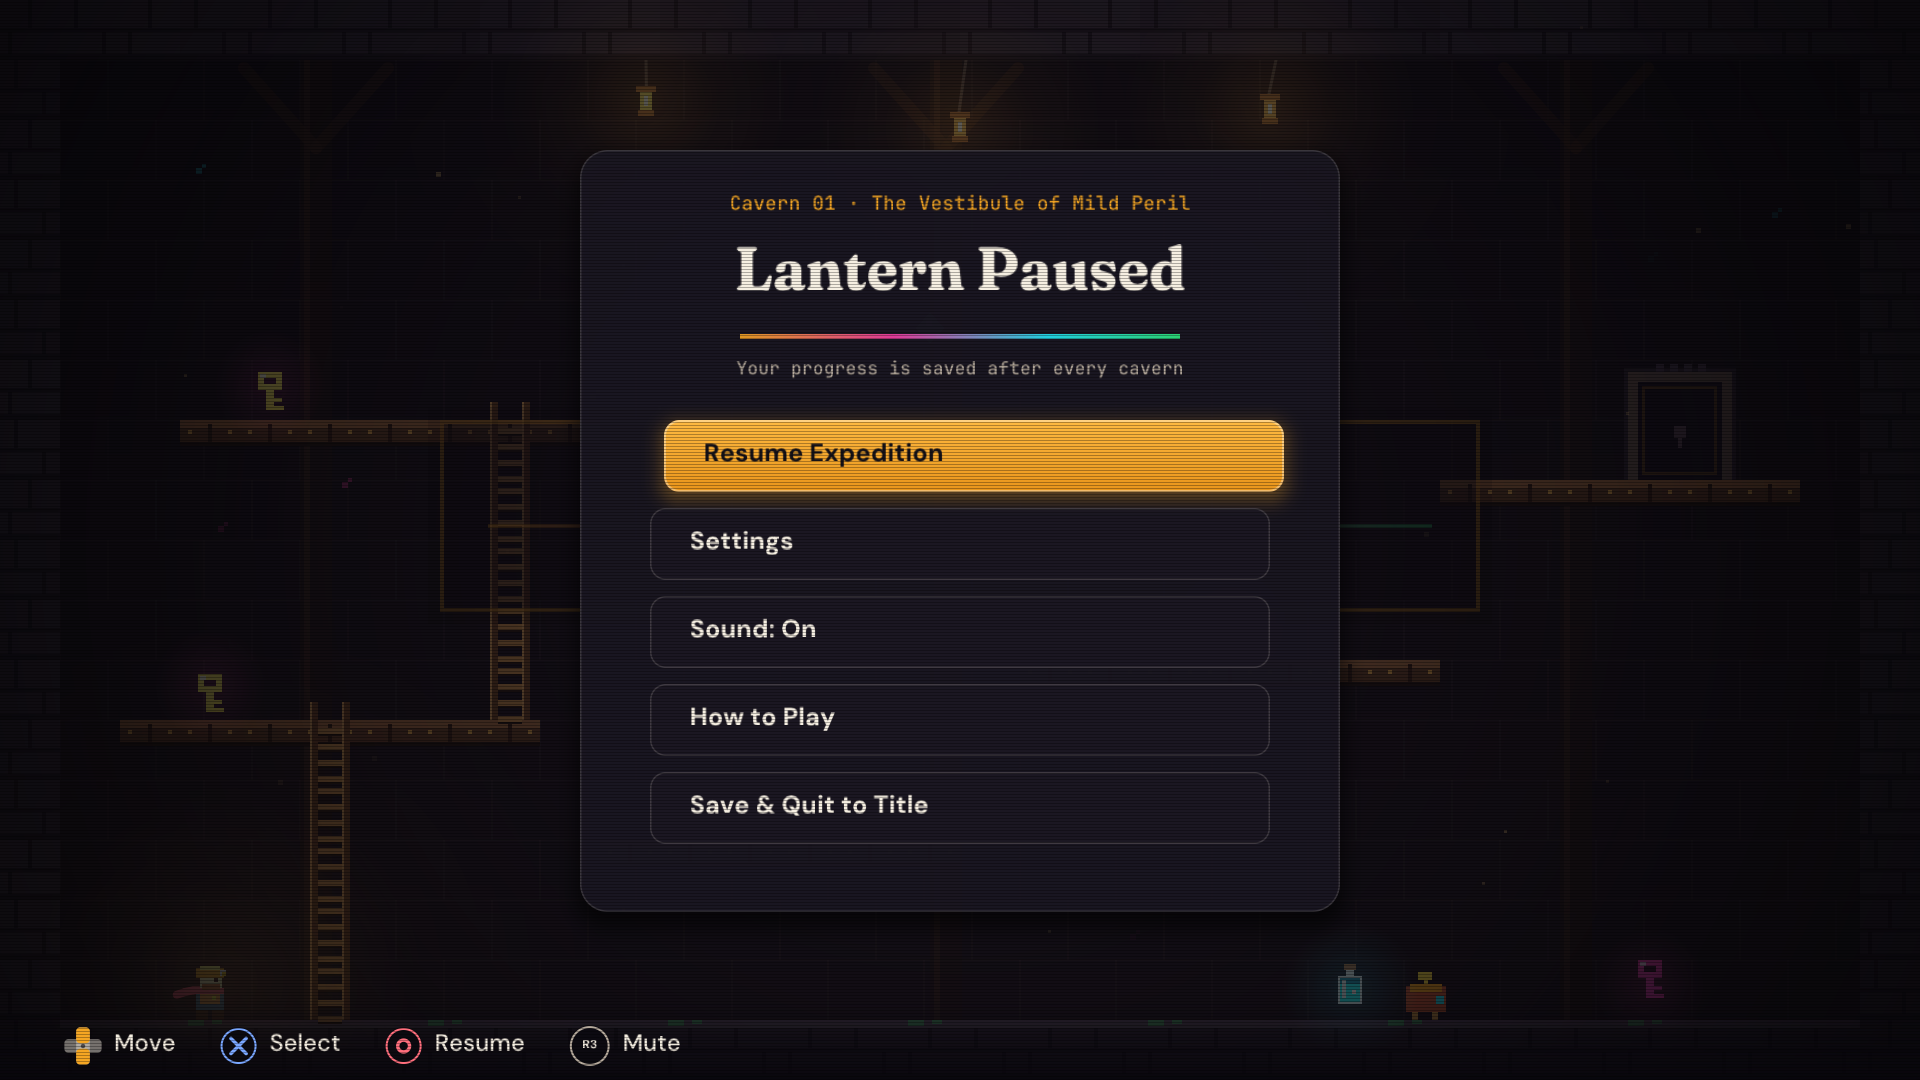 Cavern 01 · The Vestibule of Mild Peril
Lantern Paused
Your progress is saved after every cavern
Resume Expedition
Settings
Sound: On
How to Play
Save & Quit to Title
Move Select Resume R3 Mute